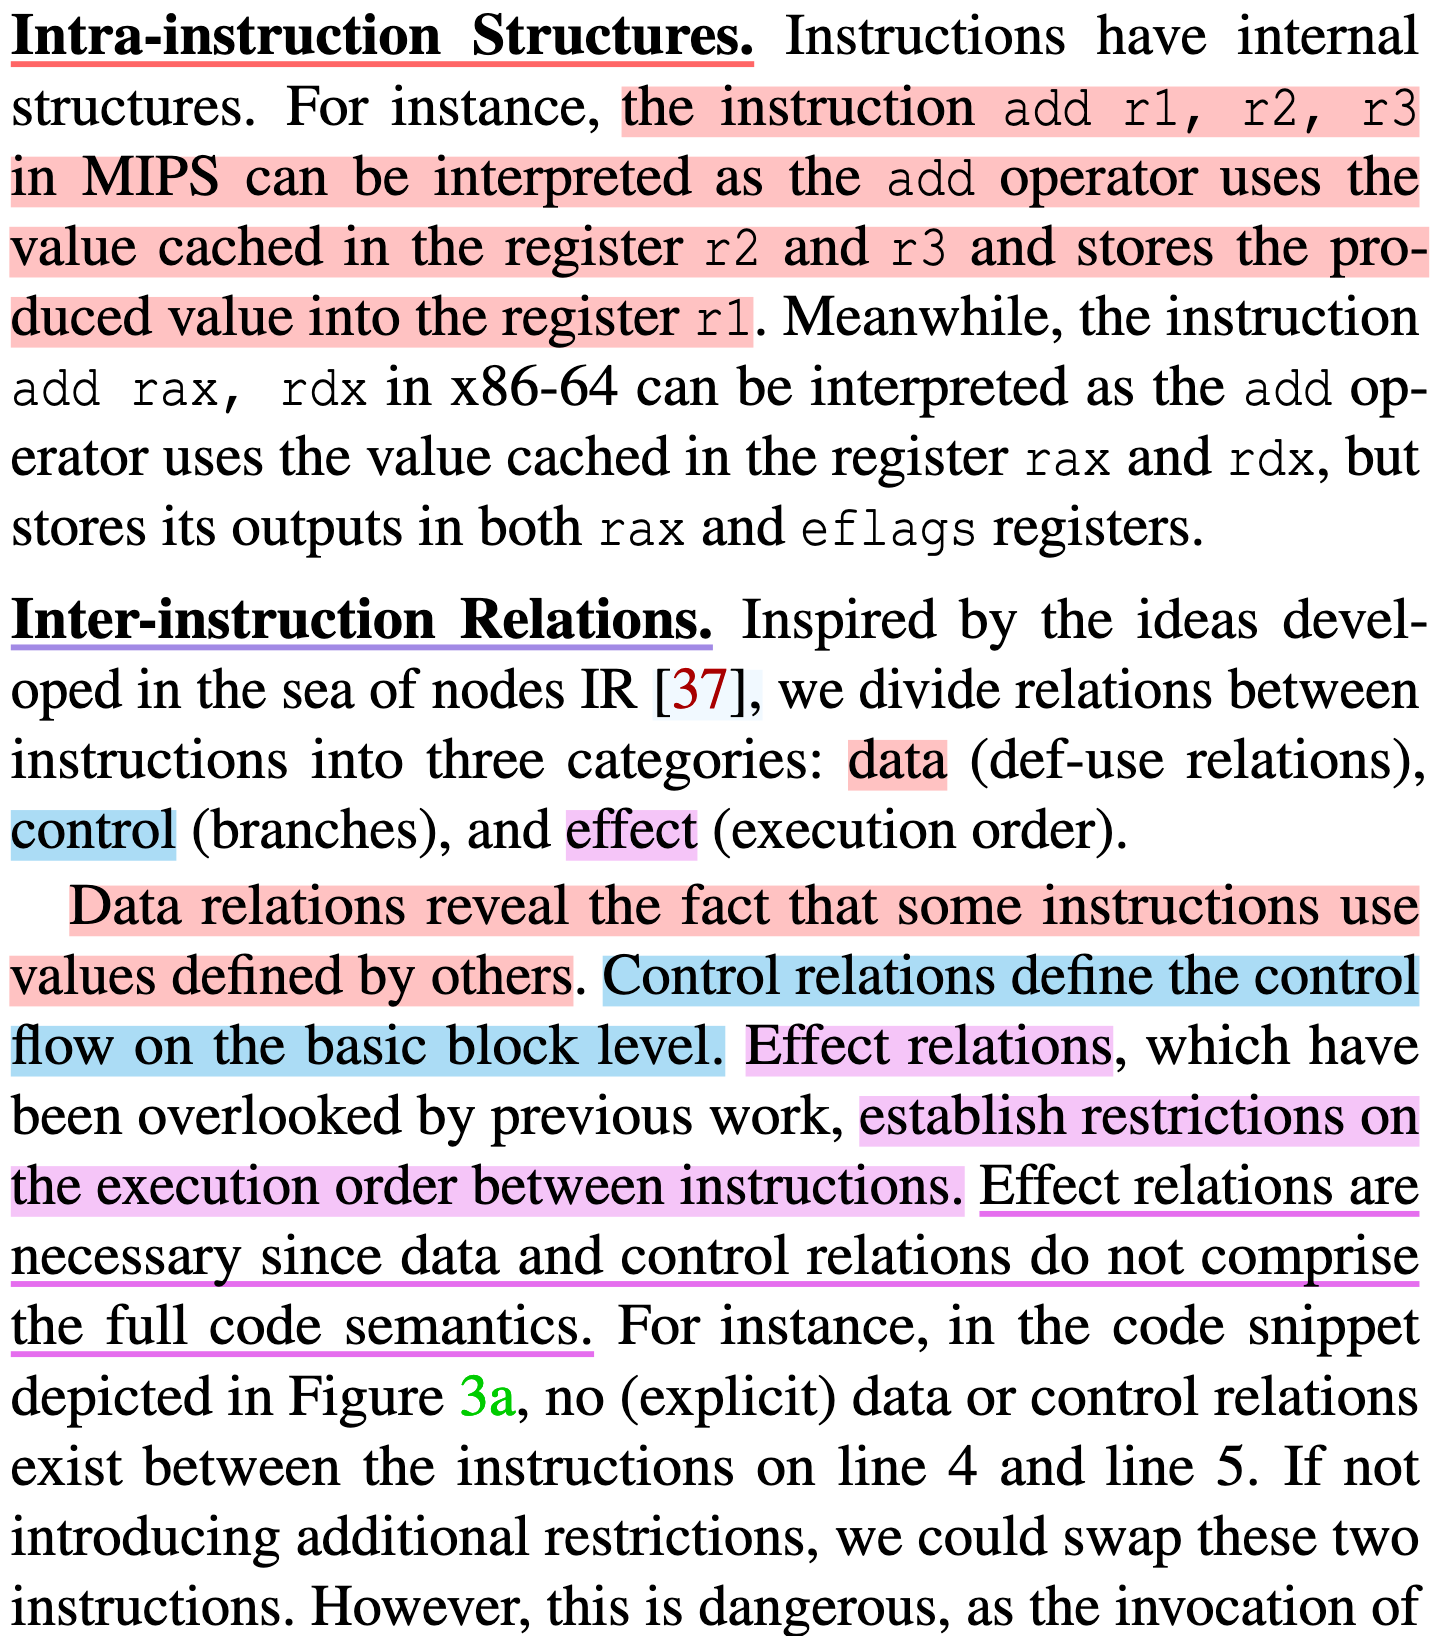 Intra-instruction Structures. Instructions have internal
structures. For instance, the instruction add r1, r2, r3
in MIPS can be interpreted as the add operator uses the
value cached in the register r2 and r3 and stores the pro-
duced value into the register r1. Meanwhile, the instruction
add rax, rdx in x86-64 can be interpreted as the add op-
erator uses the value cached in the register rax and rdx, but
stores its outputs in both rax and eflags registers.
Inter-instruction Relations. Inspired by the ideas devel-
oped in the sea of nodes IR [37], we divide relations between
instructions into three categories: data (def-use relations),
control (branches), and effect (execution order).
Data relations reveal the fact that some instructions use
values defined by others. Control relations define the control
flow on the basic block level. Effect relations, which have
been overlooked by previous work, establish restrictions on
the execution order between instructions. Effect relations are
necessary since data and control relations do not comprise
the full code semantics. For instance, in the code snippet
depicted in Figure 3a, no (explicit) data or control relations
exist between the instructions on line 4 and line 5. If not
introducing additional restrictions, we could swap these two
instructions. However, this is dangerous, as the invocation of